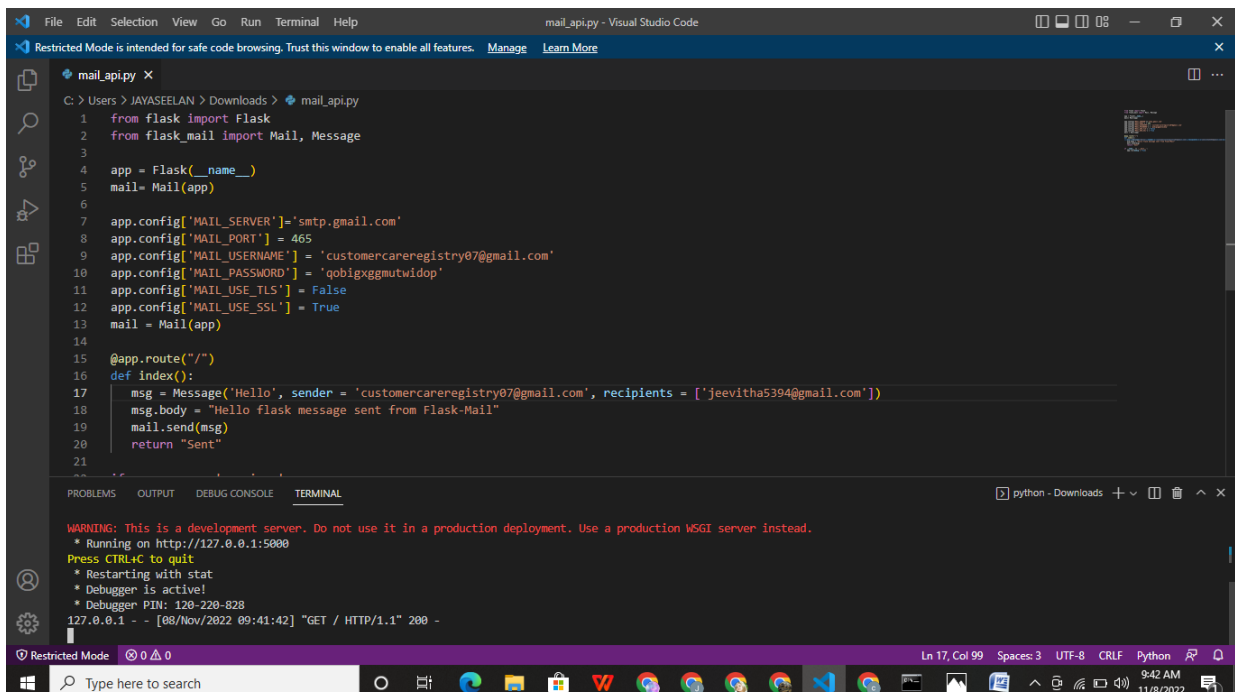 File Edit Selection View Go Run Terminal Help mail_api.py - Visual Studio Code
Restricted Mode is intended for safe code browsing. Trust this window to enable all features. Manage Learn More
mail_api.py
C: > Users > JAYASEELAN > Downloads > mail_api.py
1 from flask import Flask
2 from flask_mail import Mail, Message
3
4 app = Flask(__name__)
5 mail= Mail(app)
6
7 app.config['MAIL_SERVER']='smtp.gmail.com'
8 app.config['MAIL_PORT'] = 465
9 app.config['MAIL_USERNAME'] = 'customercareregistry07@gmail.com'
10 app.config['MAIL_PASSWORD'] = 'qobigxggmutwidop'
11 app.config['MAIL_USE_TLS'] = False
12 app.config['MAIL_USE_SSL'] = True
13 mail = Mail(app)
14
15 @app.route("/")
16 def index():
17 msg = Message('Hello', sender = 'customercareregistry07@gmail.com', recipients = ['jeevitha5394@gmail.com'])
18 msg.body = "Hello flask message sent from Flask-Mail"
19 mail.send(msg)
20 return "Sent"
21
PROBLEMS OUTPUT DEBUG CONSOLE TERMINAL python - Downloads
WARNING: This is a development server. Do not use it in a production deployment. Use a production WSGI server instead.
* Running on http://127.0.0.1:5000
Press CTRL+C to quit
* Restarting with stat
* Debugger is active!
* Debugger PIN: 120-220-828
127.0.0.1 - - [08/Nov/2022 09:41:42] "GET / HTTP/1.1" 200 -
Restricted Mode 0 0 Ln 17, Col 99 Spaces: 3 UTF-8 CRLF Python
Type here to search 9:42 AM
11/8/2022